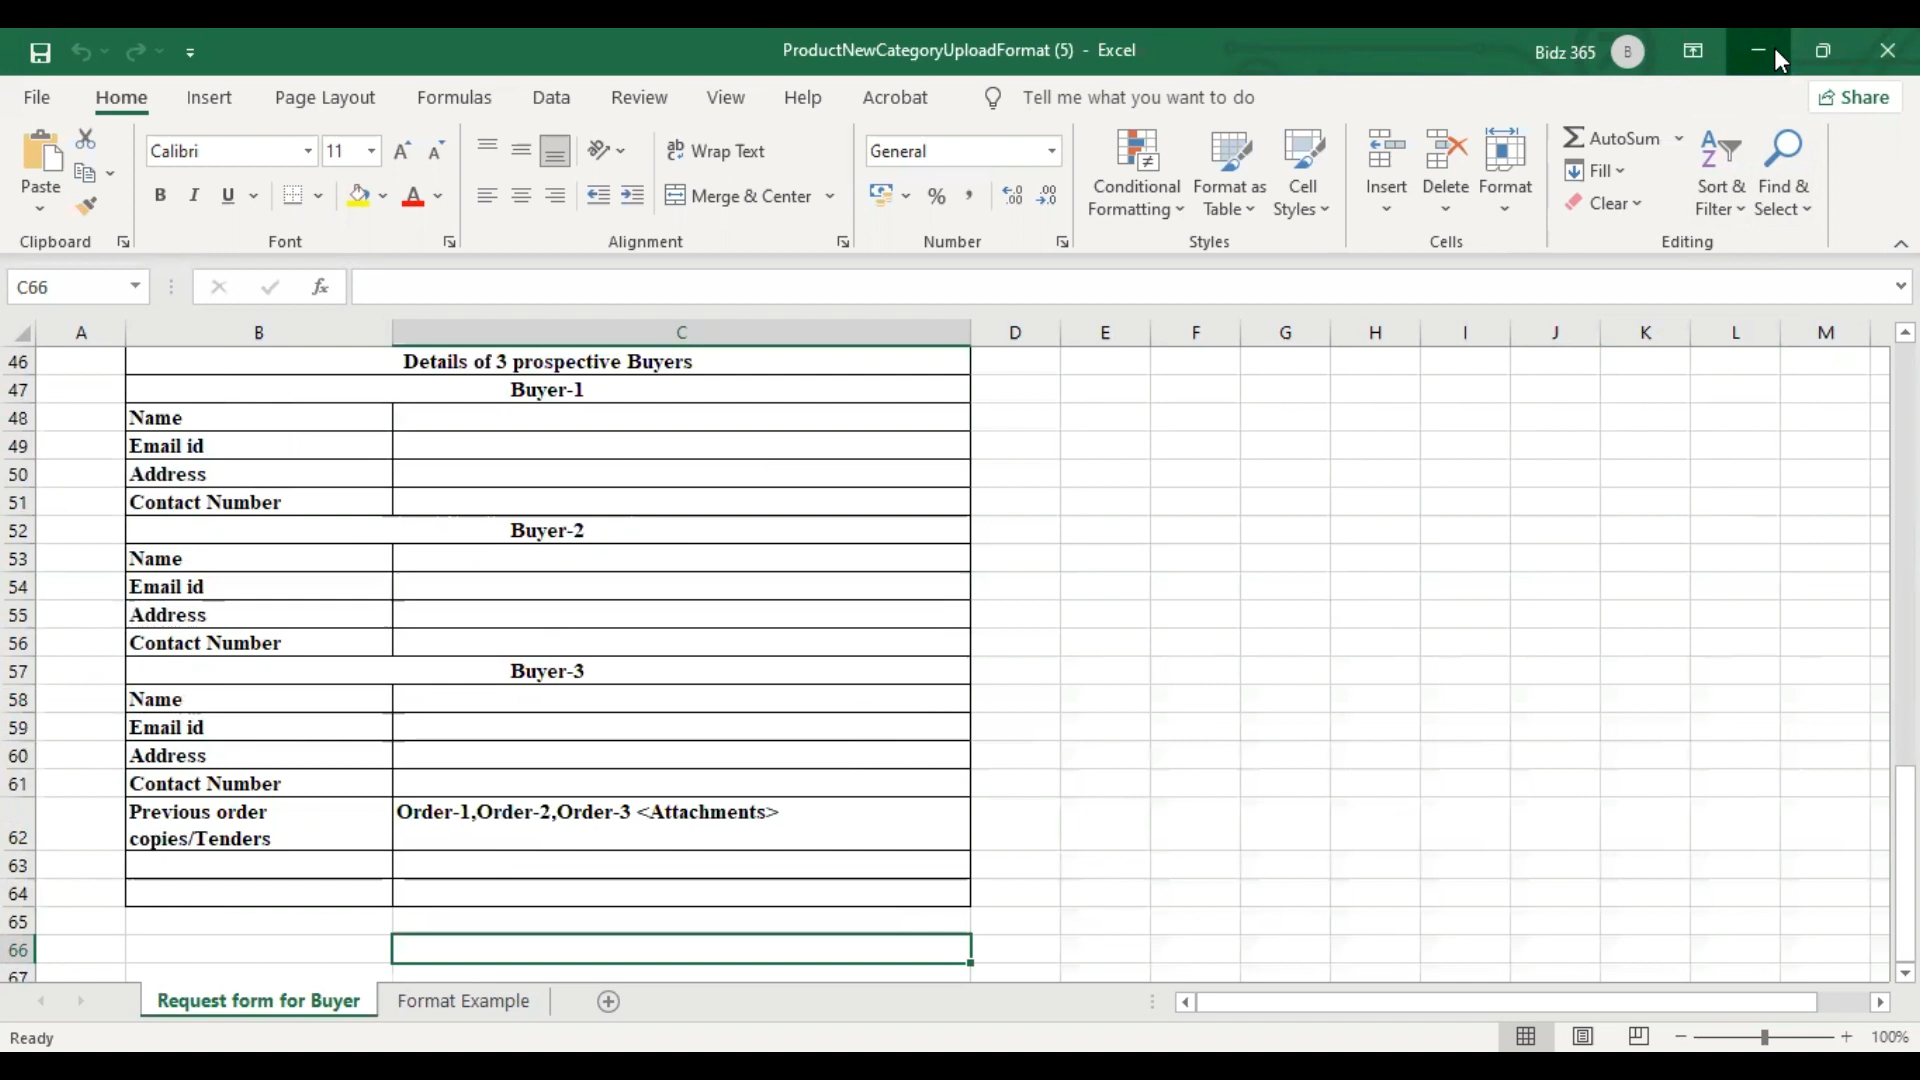 ProductNewCategoryUploadFormat (5) - Excel
Bidz 365 B
File Home Insert Page Layout Formulas Data Review View Help Acrobat Tell me what you want to do Share
Paste
Calibri 11
Wrap Text
General
Conditional Formatting
Format as Table
Cell Styles
Insert Delete Format
AutoSum
Fill
Clear
Sort & Filter
Find & Select
B I U
Merge & Center
% ,
Clipboard Font Alignment Number Styles Cells Editing
C66 fx
A B C D E F G H I J K L M
46 Details of 3 prospective Buyers
47 Buyer-1
48 Name
49 Email id
50 Address
51 Contact Number
52 Buyer-2
53 Name
54 Email id
55 Address
56 Contact Number
57 Buyer-3
58 Name
59 Email id
60 Address
61 Contact Number
Previous order Order-1,Order-2,Order-3 <Attachments>
62 copies/Tenders
63
64
65
66
67
Request form for Buyer Format Example
Ready 100%